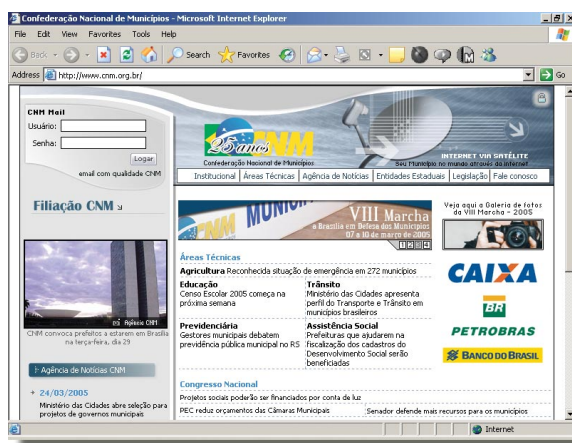 Confederação Nacional de Municípios - Microsoft Internet Explorer
File Edit View Favorites Tools Help
Back Search Favorites
Address http://www.cnm.org.br/ Go
CNM Mail
Usuário:
Senha:
Logar
email com qualidade CNM
Filiação CNM
Agência CNM
CNM convoca prefeitos a estarem em Brasília
na terça-feira, dia 29
Agência de Notícias CNM
24/03/2005
Ministério das Cidades abre seleção para
projetos de governos municipais
25 anos CNM
Confederação Nacional de Municípios
INTERNET VIA SATÉLITE
Seu Município no mundo através da internet
Institucional Áreas Técnicas Agência de Notícias Entidades Estaduais Legislação Fale conosco
CNM
VIII Marcha
a Brasília em Defesa dos Municípios
07 a 10 de março de 2005
1 2 3 4
Áreas Técnicas
Agricultura Reconhecida situação de emergência em 272 municípios
Educação
Censo Escolar 2005 começa na
próxima semana
Trânsito
Ministério das Cidades apresenta
perfil do Transporte e Trânsito em
municípios brasileiros
Previdenciária
Gestores municipais debatem
previdência pública municipal no RS
Assistência Social
Prefeituras que ajudarem na
fiscalização dos cadastros do
Desenvolvimento Social serão
beneficiadas
Congresso Nacional
Projetos sociais poderão ser financiados por conta de luz
PEC reduz orçamentos das Câmaras Municipais
Senador defende mais recursos para os municípios
Veja aqui a Galeria de fotos
da VIII Marcha - 2005
CAIXA
BR
PETROBRAS
BANCO DO BRASIL
Internet